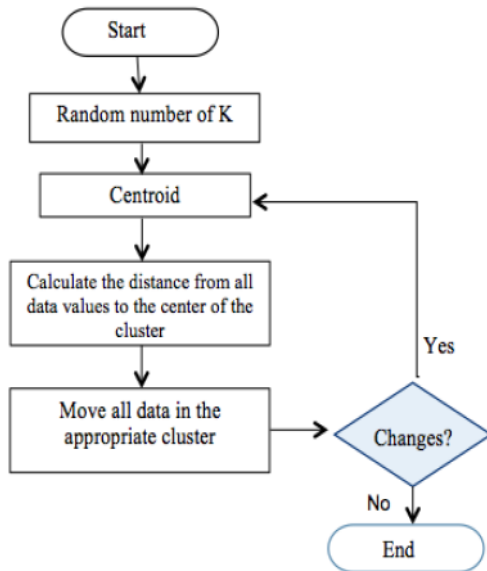 Start
Random number of K
Centroid
Calculate the distance from all
data values to the center of the
cluster
Yes
Move all data in the
appropriate cluster
Changes?
No
End